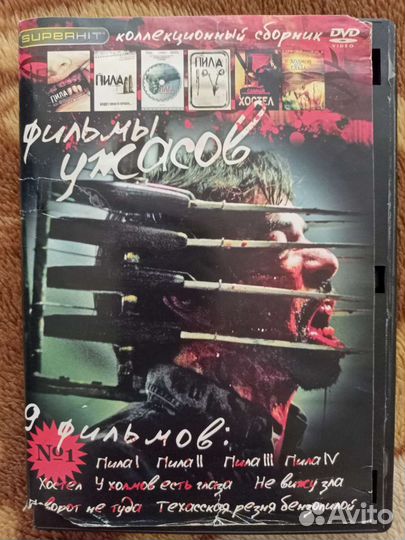 SUPERHIT коллекционный сборник DVD VIDEO
ПИЛА ПИЛА ПИЛА ХОСТЕЛ
фильмы
ужасов
9 фильмов:
№1
Пила I Пила II Пила III Пила IV
Хостел У холмов есть глаза Не вижу зла
поворот не туда Техасская резня бензопилой
Avito